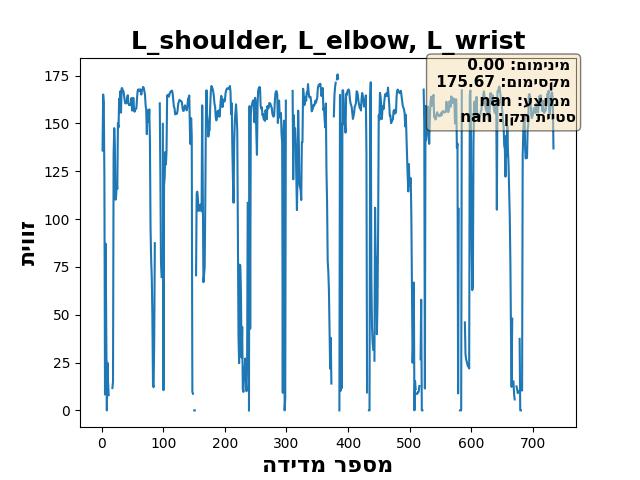 L_shoulder, L_elbow, L_wrist
מינימום: 0.00
מקסימום: 175.67
ממוצע: nan
סטיית תקן: nan
175
150
125
100
75
50
25
0
זווית
0 100 200 300 400 500 600 700
מספר מדידה